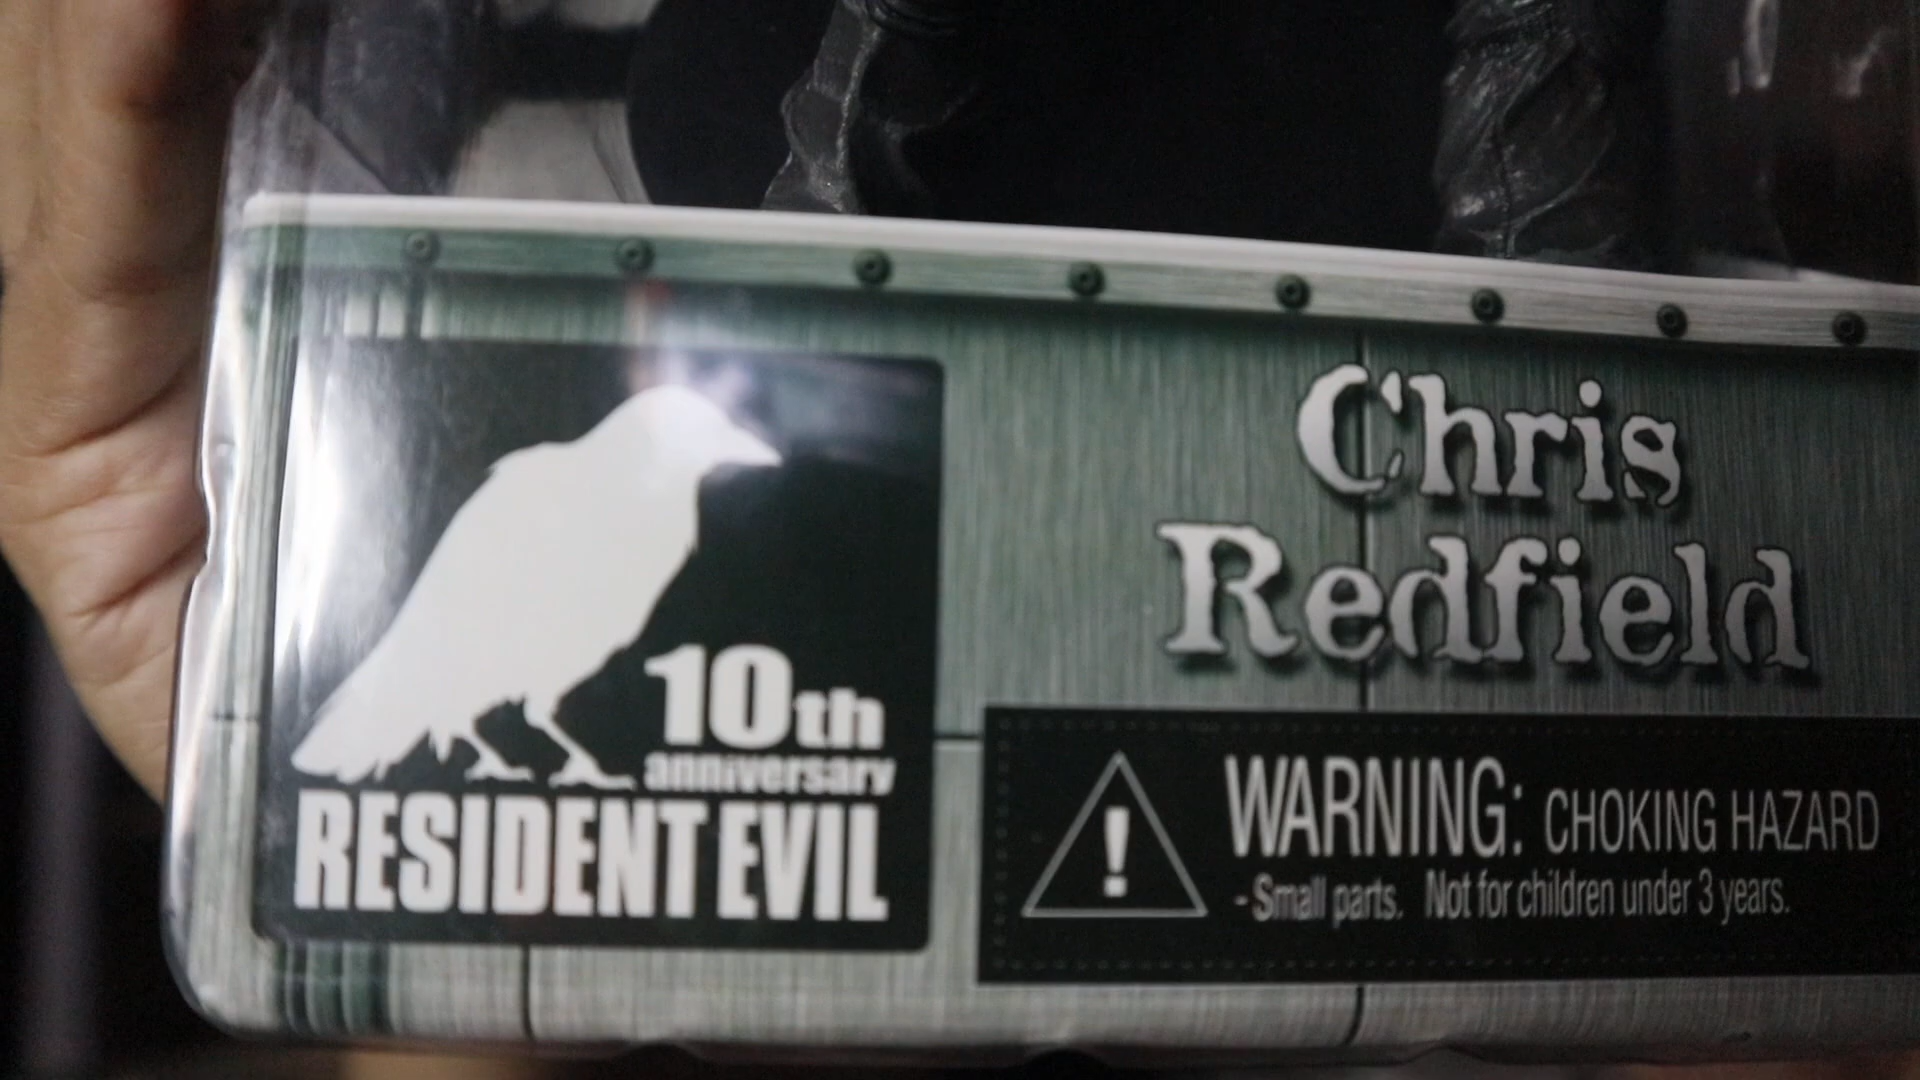 Chris
Redfield
10th
anniversary
RESIDENT EVIL
! WARNING: CHOKING HAZARD
- Small parts. Not for children under 3 years.